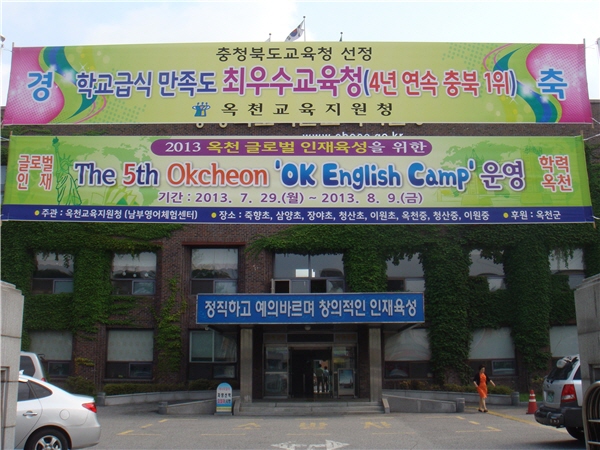 충청북도교육청 선정
경 학교급식 만족도 최우수교육청(4년 연속 충북 1위) 축
옥천교육지원청
2013 옥천 글로벌 인재육성을 위한
글로벌 인재
The 5th Okcheon 'OK English Camp' 운영
학력 옥천
기간 : 2013. 7. 29.(월) ~ 2013. 8. 9.(금)
• 주관 : 옥천교육지원청 (남부영어체험센터) • 장소 : 죽향초, 삼양초, 장야초, 청산초, 이원초, 옥천중, 청산중, 이원중 • 후원 : 옥천군
정직하고 예의바르며 창의적인 인재육성